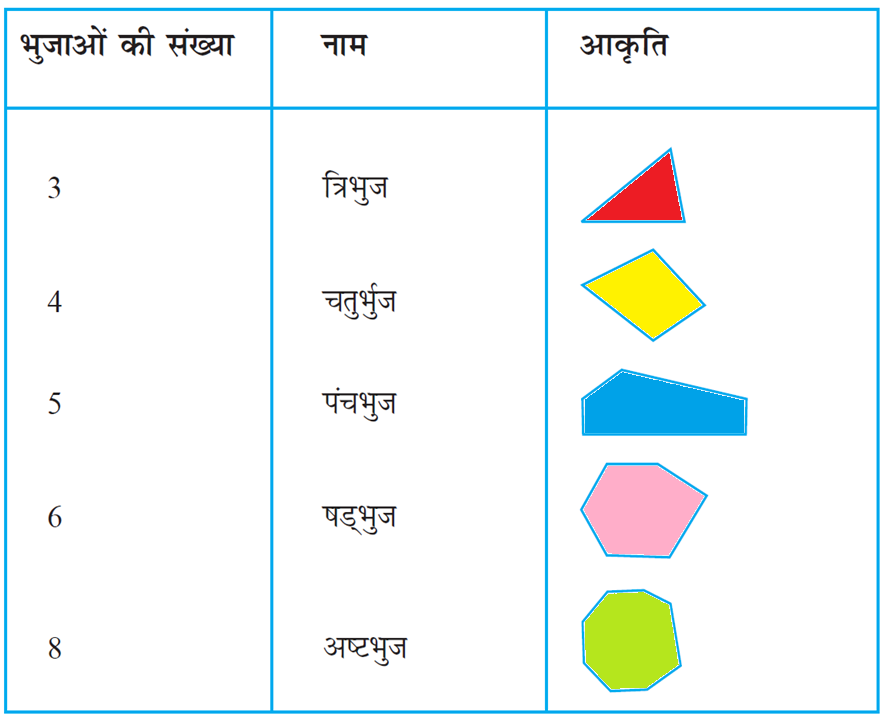 भुजाओं की संख्या नाम आकृति
3 त्रिभुज
4 चतुर्भुज
5 पंचभुज
6 षड्भुज
8 अष्टभुज